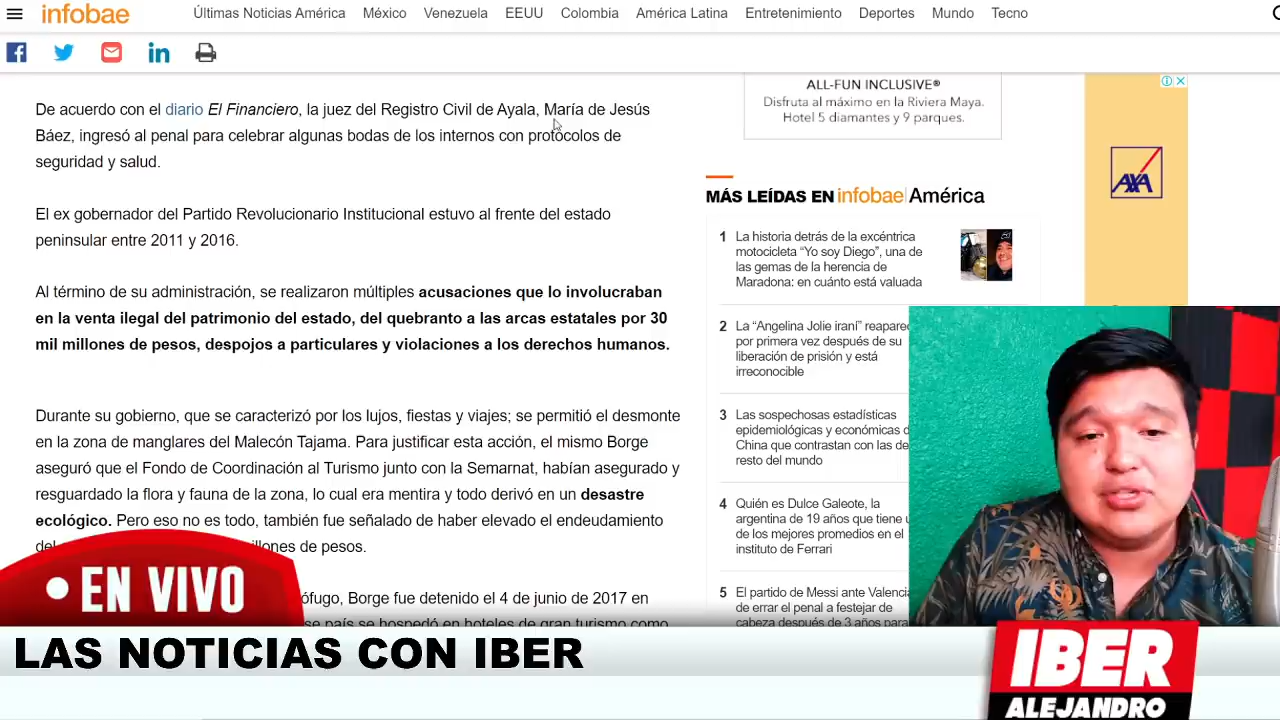 infobae
Últimas Noticias América México Venezuela EEUU Colombia América Latina Entretenimiento Deportes Mundo Tecno
De acuerdo con el diario El Financiero, la juez del Registro Civil de Ayala, María de Jesús
Báez, ingresó al penal para celebrar algunas bodas de los internos con protocolos de
seguridad y salud.
El ex gobernador del Partido Revolucionario Institucional estuvo al frente del estado
peninsular entre 2011 y 2016.
Al término de su administración, se realizaron múltiples acusaciones que lo involucraban
en la venta ilegal del patrimonio del estado, del quebranto a las arcas estatales por 30
mil millones de pesos, despojos a particulares y violaciones a los derechos humanos.
Durante su gobierno, que se caracterizó por los lujos, fiestas y viajes; se permitió el desmonte
en la zona de manglares del Malecón Tajama. Para justificar esta acción, el mismo Borge
aseguró que el Fondo de Coordinación al Turismo junto con la Semarnat, habían asegurado y
resguardado la flora y fauna de la zona, lo cual era mentira y todo derivó en un desastre
ecológico. Pero eso no es todo, también fue señalado de haber elevado el endeudamiento
de pesos.
Borge fue detenido el 4 de junio de 2017 en
país se hospedó en hoteles de gran turismo como
ALL-FUN INCLUSIVE®
Disfruta al máximo en la Riviera Maya.
Hotel 5 diamantes y 9 parques.
AXA
MÁS LEÍDAS EN infobae América
1 La historia detrás de la excéntrica
motocicleta “Yo soy Diego”, una de
las gemas de la herencia de
Maradona: en cuánto está valuada
2 La “Angelina Jolie iraní” reaparec
por primera vez después de su
liberación de prisión y está
irreconocible
3 Las sospechosas estadísticas
epidemiológicas y económicas d
China que contrastan con las de
resto del mundo
4 Quién es Dulce Galeote, la
argentina de 19 años que tiene
de los mejores promedios en el
instituto de Ferrari
5 El partido de Messi ante Valencia
de errar el penal a festejar de
cabeza después de 3 años para
• EN VIVO
LAS NOTICIAS CON IBER
IBER
ALEJANDRO